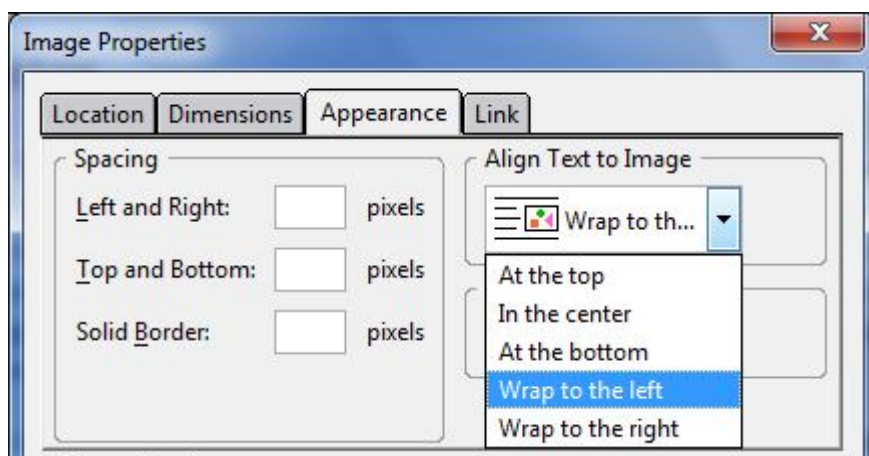 Image Properties
Location Dimensions Appearance Link
Spacing
Left and Right: pixels
Top and Bottom: pixels
Solid Border: pixels
Align Text to Image
Wrap to th...
At the top
In the center
At the bottom
Wrap to the left
Wrap to the right